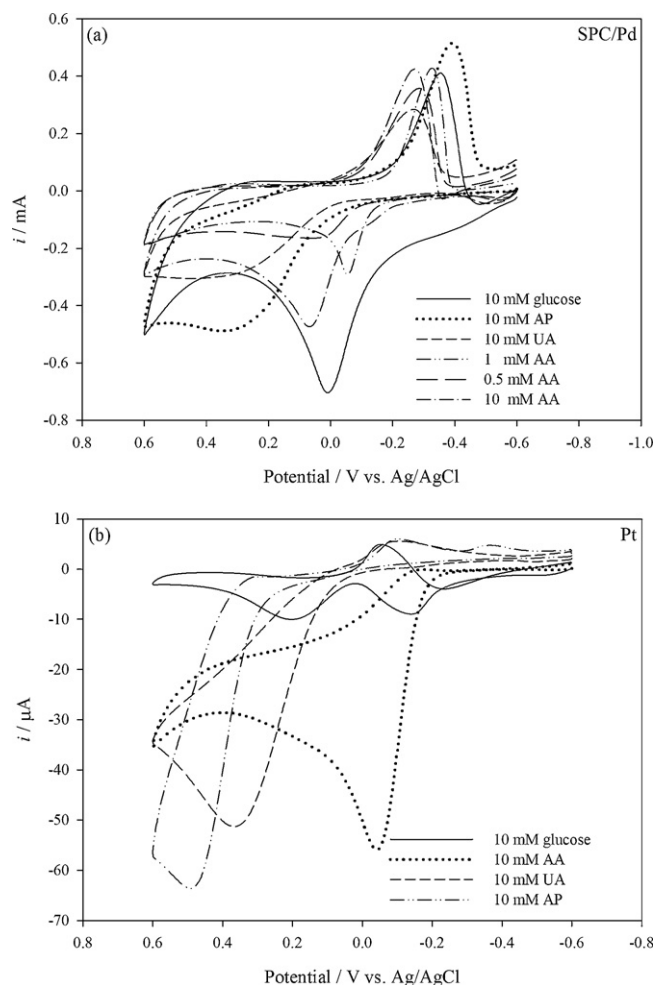 (a) SPC/Pd
0.6
0.4
0.2
0.0
-0.2
-0.4
-0.6
-0.8
i / mA
10 mM glucose
10 mM AP
10 mM UA
1 mM AA
0.5 mM AA
10 mM AA
0.8 0.6 0.4 0.2 0.0 -0.2 -0.4 -0.6 -0.8 -1.0
Potential / V vs. Ag/AgCl
(b) Pt
10
0
-10
-20
-30
-40
-50
-60
-70
i / µA
10 mM glucose
10 mM AA
10 mM UA
10 mM AP
0.8 0.6 0.4 0.2 0.0 -0.2 -0.4 -0.6 -0.8
Potential / V vs. Ag/AgCl